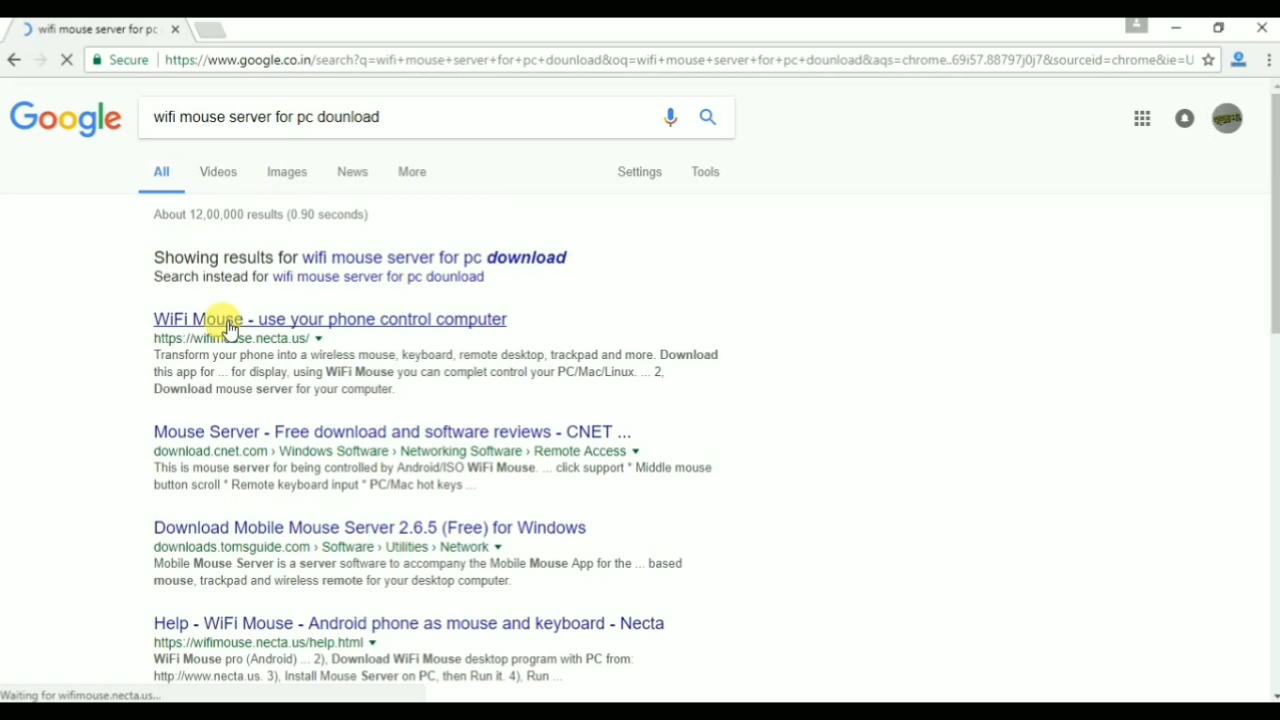 wifi mouse server for pc
Secure https://www.google.co.in/search?q=wifi+mouse+server+for+pc+dounload&oq=wifi+mouse+server+for+pc+dounload&aqs=chrome..69i57.88797j0j7&sourceid=chrome&ie=U
Google wifi mouse server for pc dounload
All Videos Images News More Settings Tools
About 12,00,000 results (0.90 seconds)
Showing results for wifi mouse server for pc download
Search instead for wifi mouse server for pc dounload
WiFi Mouse - use your phone control computer
https://wifimouse.necta.us/
Transform your phone into a wireless mouse, keyboard, remote desktop, trackpad and more. Download
this app for ... for display, using WiFi Mouse you can complet control your PC/Mac/Linux. ... 2,
Download mouse server for your computer.
Mouse Server - Free download and software reviews - CNET ...
download.cnet.com › Windows Software › Networking Software › Remote Access
This is mouse server for being controlled by Android/ISO WiFi Mouse. ... click support * Middle mouse
button scroll * Remote keyboard input * PC/Mac hot keys ...
Download Mobile Mouse Server 2.6.5 (Free) for Windows
downloads.tomsguide.com › Software › Utilities › Network
Mobile Mouse Server is a server software to accompany the Mobile Mouse App for the ... based
mouse, trackpad and wireless remote for your desktop computer.
Help - WiFi Mouse - Android phone as mouse and keyboard - Necta
https://wifimouse.necta.us/help.html
WiFi Mouse pro (Android) ... 2), Download WiFi Mouse desktop program with PC from:
http://www.necta.us. 3), Install Mouse Server on PC, then Run it. 4), Run ...
Waiting for wifimouse.necta.us...